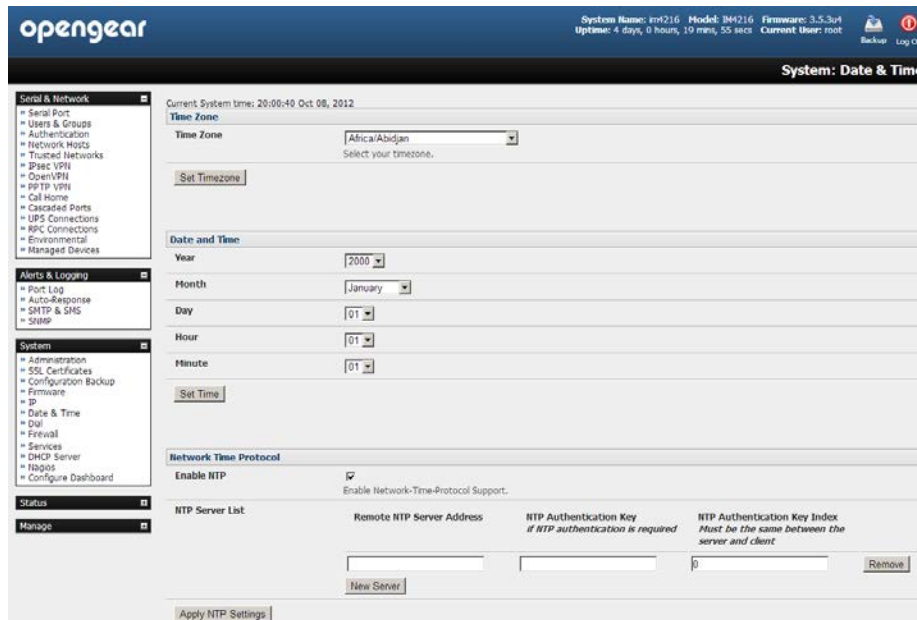 opengear
System Name: im4216 Model: IM4216 Firmware: 3.5.3u4
Uptime: 4 days, 0 hours, 19 mins, 55 secs Current User: root
Backup
Log O
System: Date & Time
Serial & Network
Serial Port
Users & Groups
Authentication
Network Hosts
Trusted Networks
IPsec VPN
OpenVPN
PPTP VPN
Call Home
Cascaded Ports
UPS Connections
RPC Connections
Environmental
Managed Devices
Alerts & Logging
Port Log
Auto-Response
SMTP & SMS
SNMP
System
Administration
SSL Certificates
Configuration Backup
Firmware
IP
Date & Time
Dial
Firewall
Services
DHCP Server
Nagios
Configure Dashboard
Status
Manage
Current System time: 20:00:40 Oct 08, 2012
Time Zone
Time Zone
Africa/Abidjan
Select your timezone.
Set Timezone
Date and Time
Year
2000
Month
January
Day
01
Hour
01
Minute
01
Set Time
Network Time Protocol
Enable NTP
Enable Network-Time-Protocol Support.
NTP Server List
Remote NTP Server Address
NTP Authentication Key
if NTP authentication is required
NTP Authentication Key Index
Must be the same between the
server and client
0
Remove
New Server
Apply NTP Settings